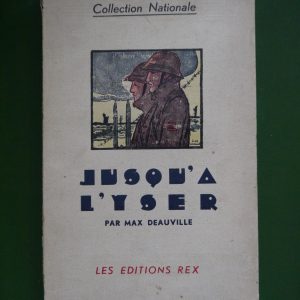 Collection Nationale
JUSQU'A
L'YSER
PAR MAX DEAUVILLE
LES EDITIONS REX